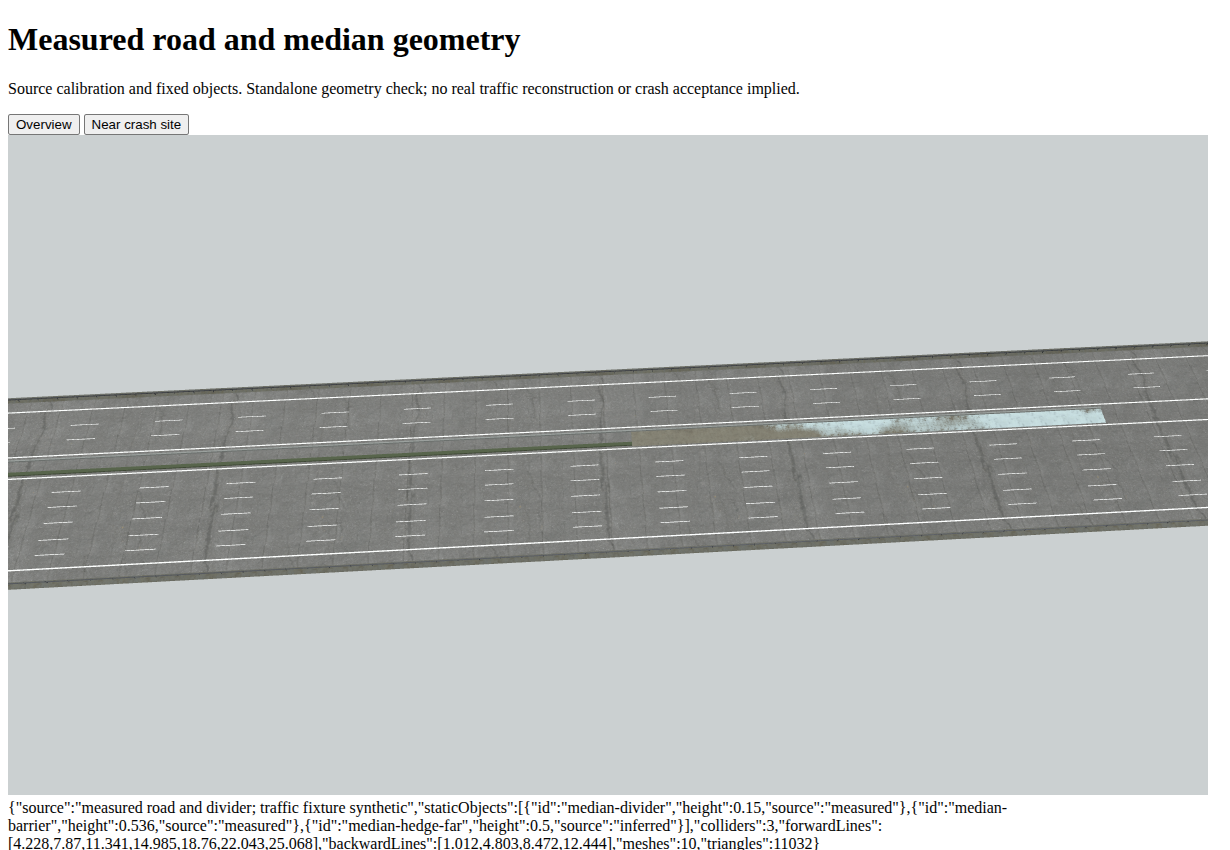 Measured road and median geometry
Source calibration and fixed objects. Standalone geometry check; no real traffic reconstruction or crash acceptance implied.
Overview
Near crash site
{"source":"measured road and divider; traffic fixture synthetic","staticObjects":[{"id":"median-divider","height":0.15,"source":"measured"},{"id":"median-
barrier","height":0.536,"source":"measured"},{"id":"median-hedge-far","height":0.5,"source":"inferred"}],"colliders":3,"forwardLines":
[4.228,7.87,11.341,14.985,18.76,22.043,25.068],"backwardLines":[1.012,4.803,8.472,12.444],"meshes":10,"triangles":11032}